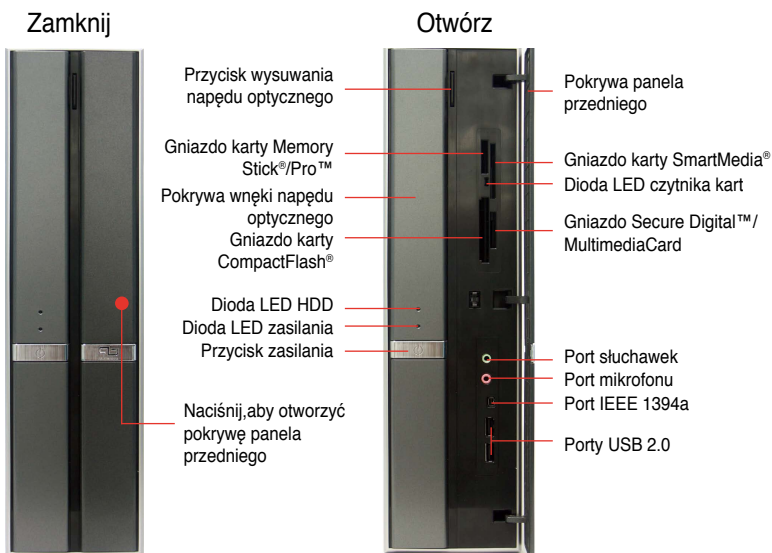 Zamknij
Otwórz
Przycisk wysuwania
napędu optycznego
Gniazdo karty Memory
Stick®/Pro™
Pokrywa wnęki napędu
optycznego
Gniazdo karty
CompactFlash®
Dioda LED HDD
Dioda LED zasilania
Przycisk zasilania
Naciśnij,aby otworzyć
pokrywę panela
przedniego
Pokrywa panela
przedniego
Gniazdo karty SmartMedia®
Dioda LED czytnika kart
Gniazdo Secure Digital™/
MultimediaCard
Port słuchawek
Port mikrofonu
Port IEEE 1394a
Porty USB 2.0